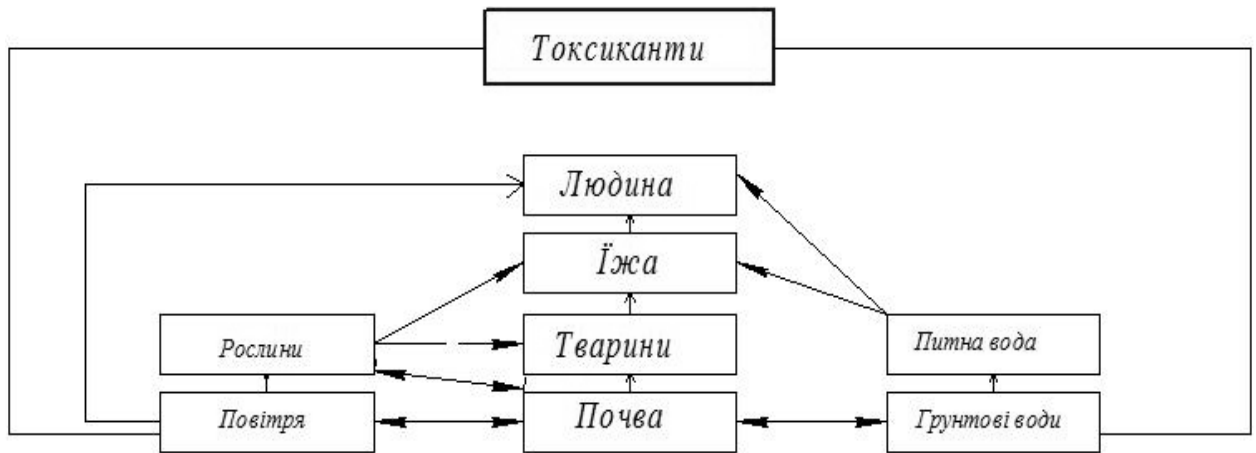 Токсиканти
Людина
Їжа
Рослини
Тварини
Питна вода
Повітря
Почва
Грунтові води